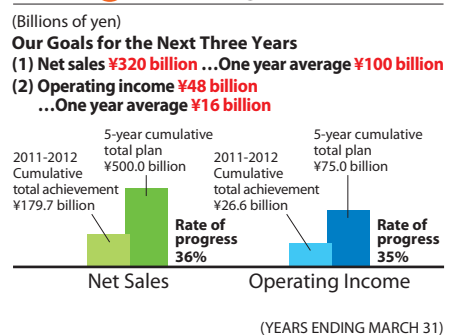 (Billions of yen)
Our Goals for the Next Three Years
(1) Net sales ¥320 billion ...One year average ¥100 billion
(2) Operating income ¥48 billion
...One year average ¥16 billion
2011-2012
Cumulative
total achievement
¥179.7 billion
5-year cumulative
total plan
¥500.0 billion
Rate of
progress
36%
Net Sales
2011-2012
Cumulative
total achievement
¥26.6 billion
5-year cumulative
total plan
¥75.0 billion
Rate of
progress
35%
Operating Income
(YEARS ENDING MARCH 31)